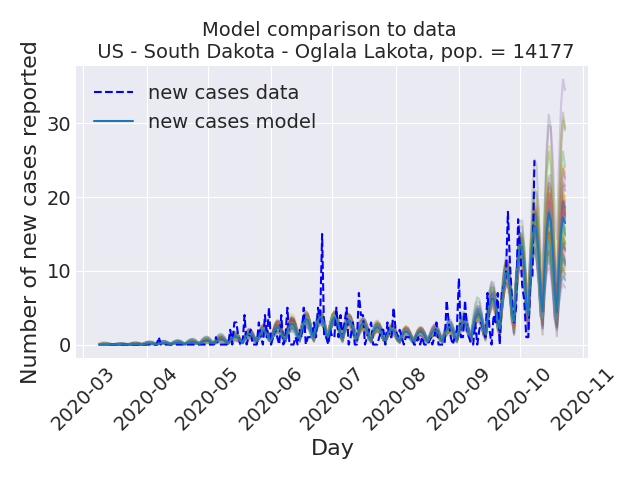 Model comparison to data
US - South Dakota - Oglala Lakota, pop. = 14177
Number of new cases reported
new cases data
new cases model
30
20
10
0
2020-03
2020-04
2020-05
2020-06
2020-07
2020-08
2020-09
2020-10
2020-11
Day